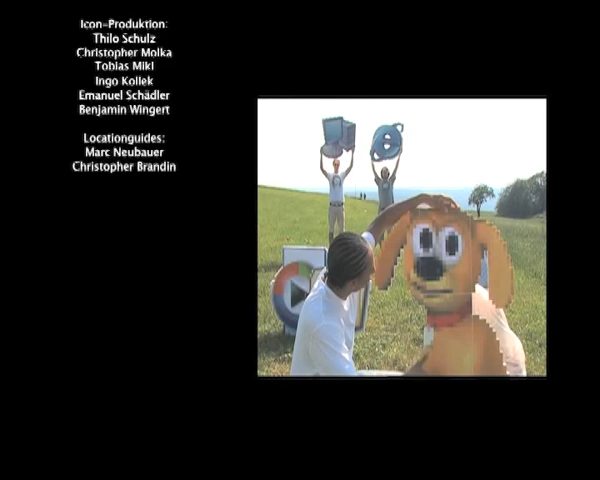 Icon-Produktion:
Thilo Schulz
Christopher Molka
Tobias Mikl
Ingo Kollek
Emanuel Schädler
Benjamin Wingert
Locationguides:
Marc Neubauer
Christopher Brandin